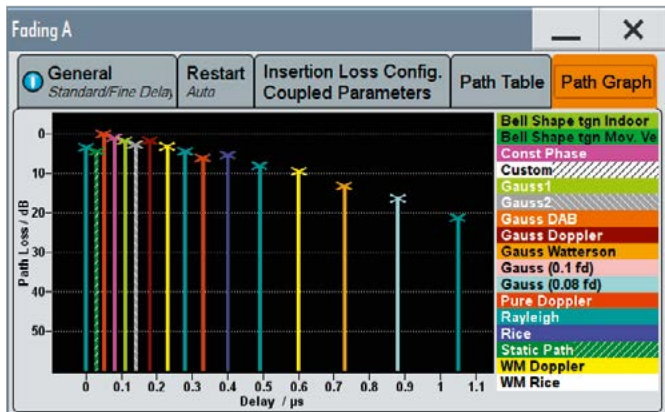 Fading A
General
Standard/Fine Delay
Restart
Auto
Insertion Loss Config.
Coupled Parameters
Path Table
Path Graph
Path Loss / dB
0
10
20
30
40
50
0 0.1 0.2 0.3 0.4 0.5 0.6 0.7 0.8 0.9 1 1.1
Delay / µs
Bell Shape tgn Indoor
Bell Shape tgn Mov. Ve
Const Phase
Custom
Gauss1
Gauss2
Gauss DAB
Gauss Doppler
Gauss Watterson
Gauss (0.1 fd)
Gauss (0.08 fd)
Pure Doppler
Rayleigh
Rice
Static Path
WM Doppler
WM Rice